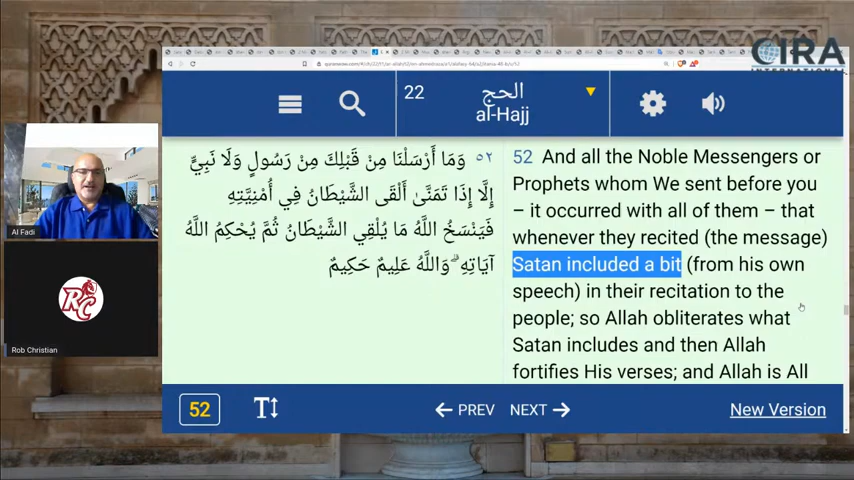 CIRA
INTERNATIONAL
22
الحج
al-Hajj
٥٢ وَمَا أَرْسَلْنَا مِنْ قَبْلِكَ مِنْ رَسُولٍ وَلَا نَبِيٍّ
إِلَّا إِذَا تَمَنَّىٰ أَلْقَى الشَّيْطَانُ فِي أُمْنِيَّتِهِ
فَيَنْسَخُ اللَّهُ مَا يُلْقِي الشَّيْطَانُ ثُمَّ يُحْكِمُ اللَّهُ
آيَاتِهِ ۗ وَاللَّهُ عَلِيمٌ حَكِيمٌ
52 And all the Noble Messengers or
Prophets whom We sent before you
– it occurred with all of them – that
whenever they recited (the message)
Satan included a bit (from his own
speech) in their recitation to the
people; so Allah obliterates what
Satan includes and then Allah
fortifies His verses; and Allah is All
Al Fadi
RC
Rob Christian
52
T
PREV
NEXT
New Version